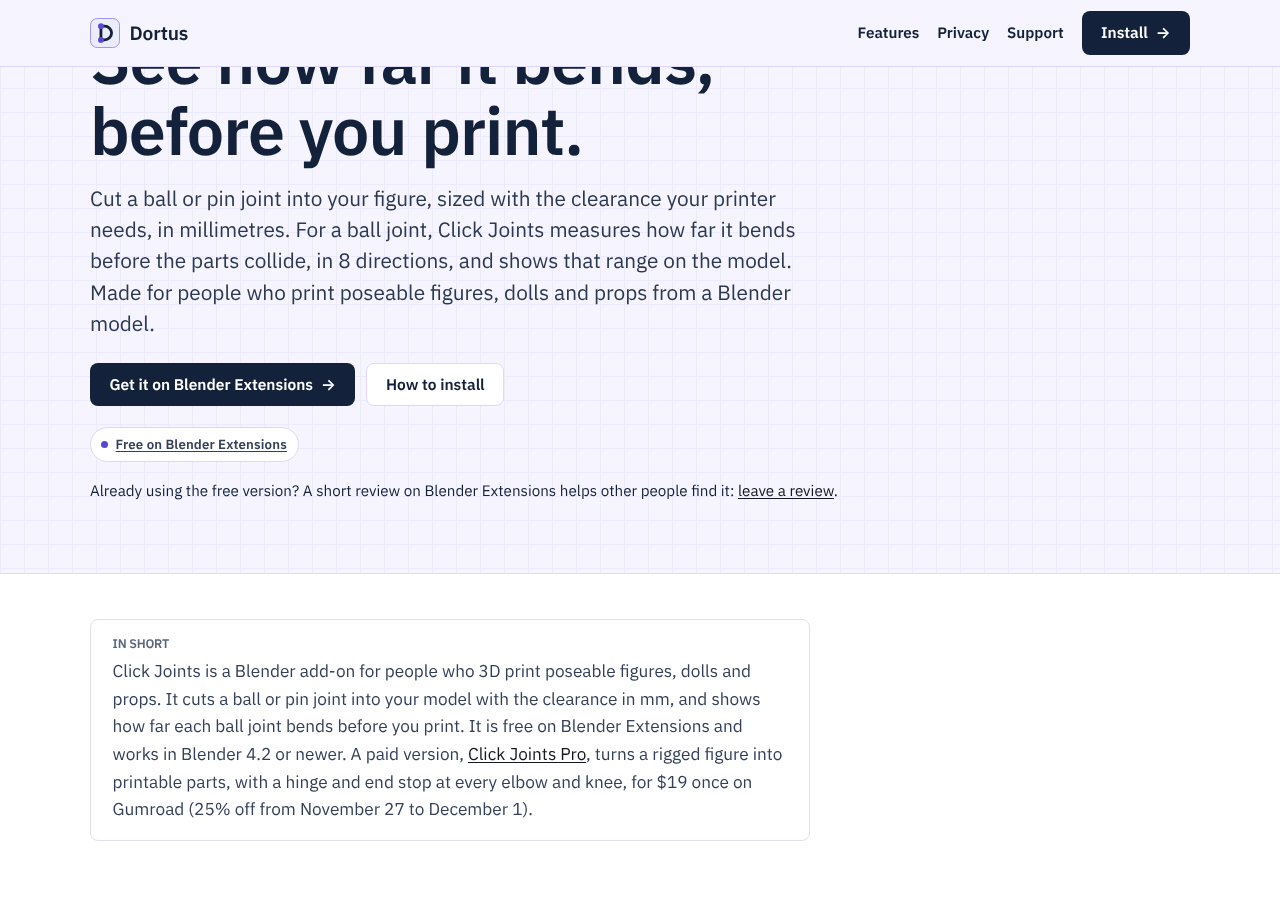 Dortus
Features
Privacy
Support
Install →
See how far it bends,
before you print.
Cut a ball or pin joint into your figure, sized with the clearance your printer
needs, in millimetres. For a ball joint, Click Joints measures how far it bends
before the parts collide, in 8 directions, and shows that range on the model.
Made for people who print poseable figures, dolls and props from a Blender
model.
Get it on Blender Extensions →
How to install
Free on Blender Extensions
Already using the free version? A short review on Blender Extensions helps other people find it: leave a review.
IN SHORT
Click Joints is a Blender add-on for people who 3D print poseable figures, dolls and
props. It cuts a ball or pin joint into your model with the clearance in mm, and shows
how far each ball joint bends before you print. It is free on Blender Extensions and
works in Blender 4.2 or newer. A paid version, Click Joints Pro, turns a rigged figure into
printable parts, with a hinge and end stop at every elbow and knee, for $19 once on
Gumroad (25% off from November 27 to December 1).